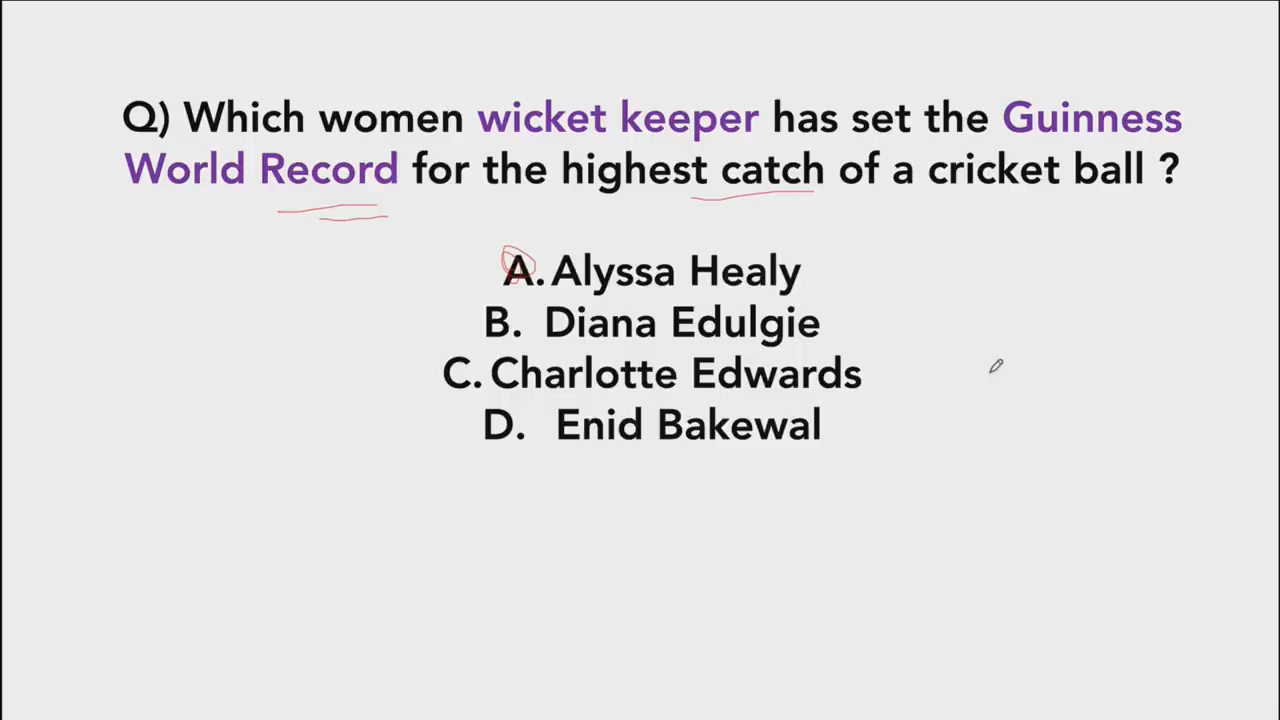 Q) Which women wicket keeper has set the Guinness
World Record for the highest catch of a cricket ball ?
A. Alyssa Healy
B. Diana Edulgie
C. Charlotte Edwards
D. Enid Bakewal